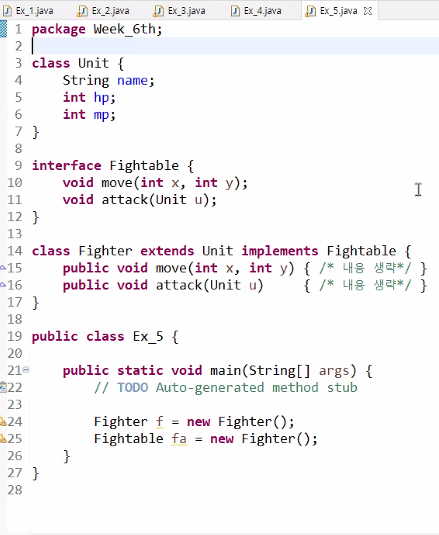 Ex_1.java Ex_2.java Ex_3.java Ex_4.java Ex_5.java
1 package Week_6th;
2
3 class Unit {
4     String name;
5     int hp;
6     int mp;
7 }
8
9 interface Fightable {
10     void move(int x, int y);
11     void attack(Unit u);
12 }
13
14 class Fighter extends Unit implements Fightable {
15     public void move(int x, int y) { /* 내용 생략*/ }
16     public void attack(Unit u)     { /* 내용 생략*/ }
17 }
18
19 public class Ex_5 {
20
21     public static void main(String[] args) {
22         // TODO Auto-generated method stub
23
24         Fighter f = new Fighter();
25         Fightable fa = new Fighter();
26     }
27 }
28